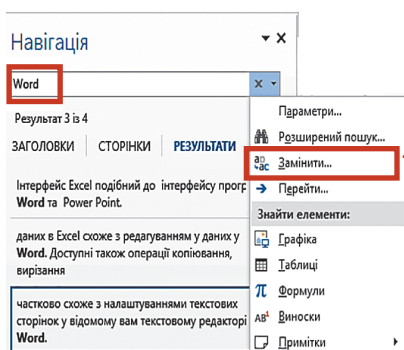 Навігація
Word
Результат 3 із 4
ЗАГОЛОВКИ СТОРІНКИ РЕЗУЛЬТАТИ
Інтерфейс Excel подібний до інтерфейсу прогр
Word та Power Point.
даних в Excel схоже з редагуванням у даних у
Word. Доступні також операції копіювання,
вирізання
частково схоже з налаштуваннями текстових
сторінок у відомому вам текстовому редакторі
Word.
Параметри...
Розширений пошук...
Замінити...
Перейти...
Знайти елементи:
Графіка
Таблиці
Формули
Виноски
Примітки